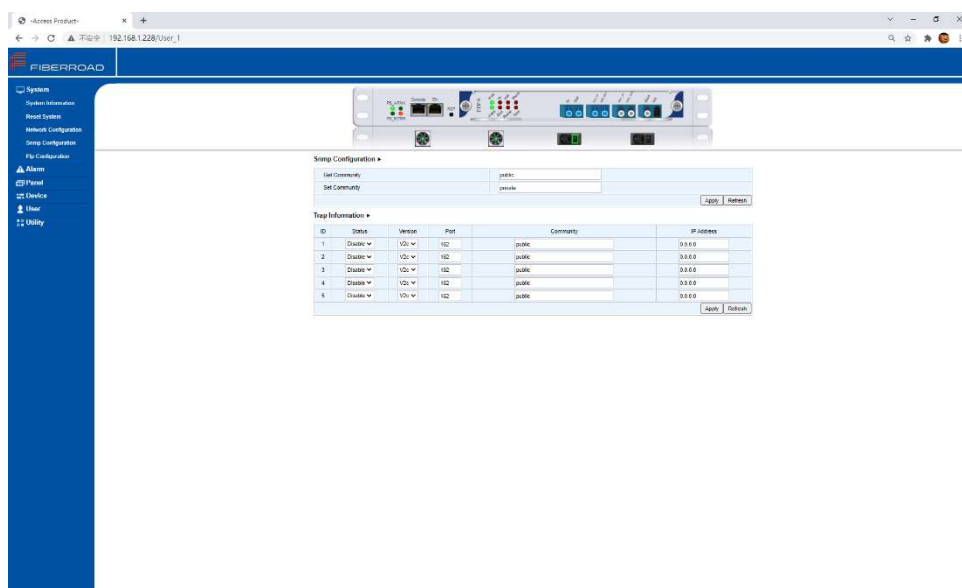 -Access Product-
不安全 192.168.1.228/User_1
FIBERROAD
System
System Information
Reset System
Network Configuration
Snmp Configuration
Ftp Configuration
Alarm
Panel
Device
User
Utility
Console
Snmp Configuration
Get Community public
Set Community private
Apply Refresh
Trap Information
ID Status Version Port Community IP Address
1 Disable V2c 162 public 0.0.0.0
2 Disable V2c 162 public 0.0.0.0
3 Disable V2c 162 public 0.0.0.0
4 Disable V2c 162 public 0.0.0.0
5 Disable V2c 162 public 0.0.0.0
Apply Refresh